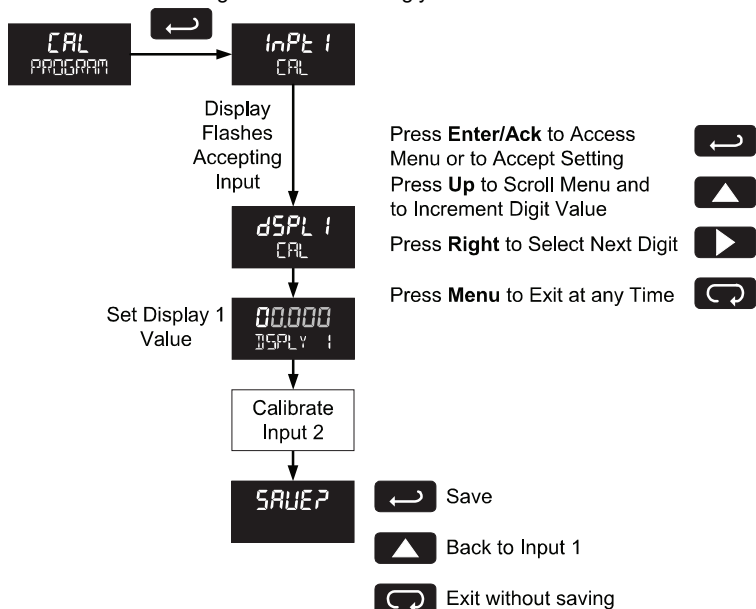 CAL
PROGRAM
InPt 1
CAL
Display
Flashes
Accepting
Input
Press Enter/Ack to Access
Menu or to Accept Setting
Press Up to Scroll Menu and
to Increment Digit Value
Press Right to Select Next Digit
Press Menu to Exit at any Time
dSPL 1
CAL
Set Display 1
Value
00.000
DSPLY 1
Calibrate
Input 2
SAVE?
Save
Back to Input 1
Exit without saving